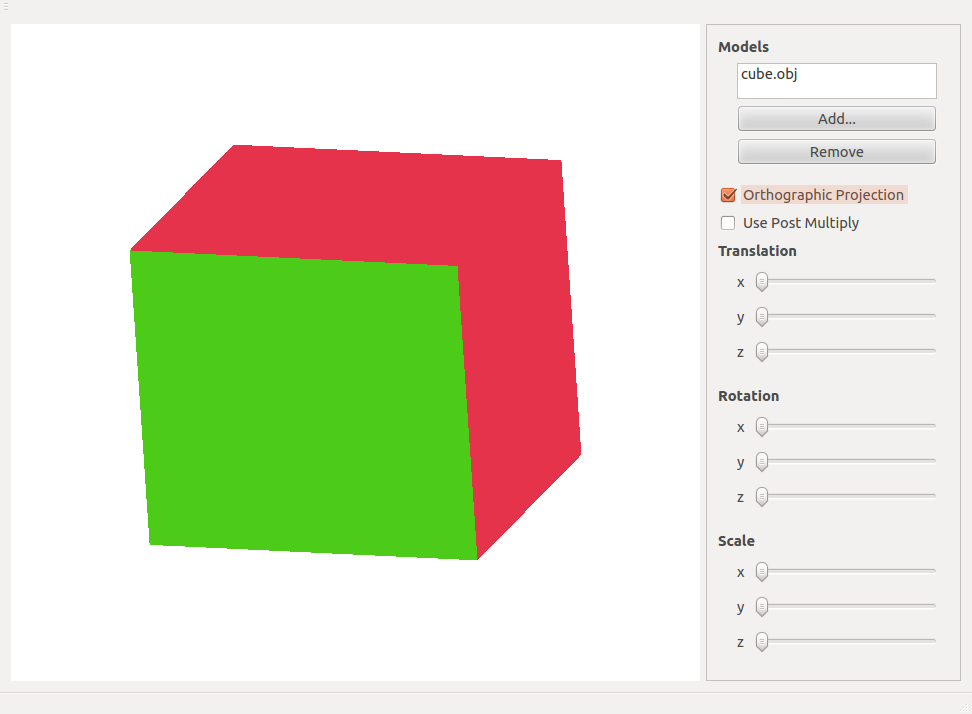 Models
cube.obj
Add...
Remove
Orthographic Projection
Use Post Multiply
Translation
x
y
z
Rotation
x
y
z
Scale
x
y
z